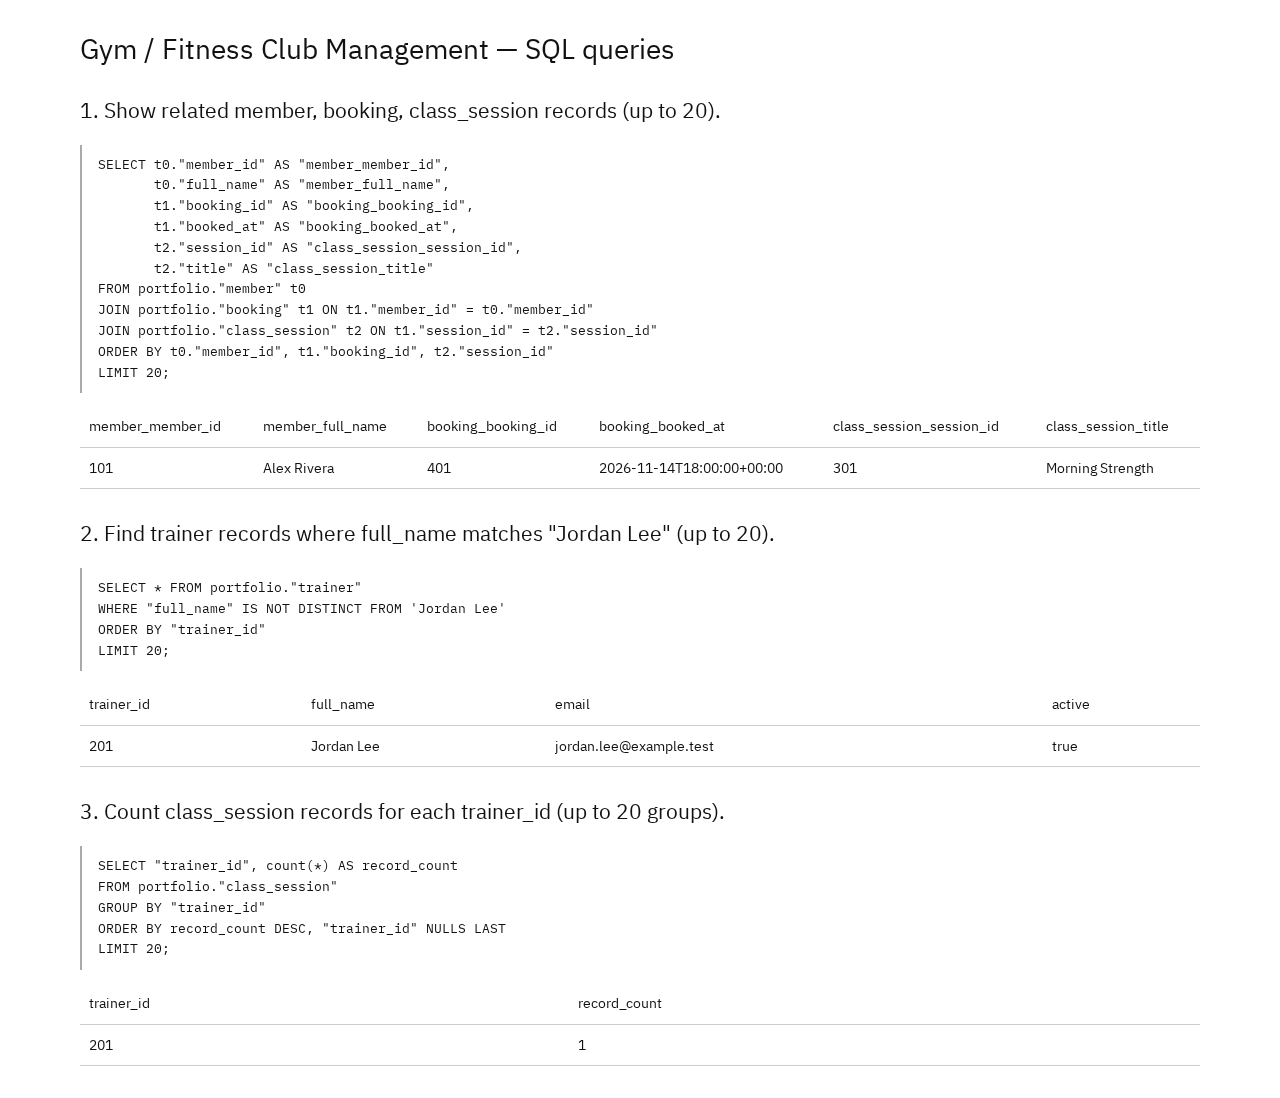 Gym / Fitness Club Management — SQL queries
1. Show related member, booking, class_session records (up to 20).
SELECT t0."member_id" AS "member_member_id",
       t0."full_name" AS "member_full_name",
       t1."booking_id" AS "booking_booking_id",
       t1."booked_at" AS "booking_booked_at",
       t2."session_id" AS "class_session_session_id",
       t2."title" AS "class_session_title"
FROM portfolio."member" t0
JOIN portfolio."booking" t1 ON t1."member_id" = t0."member_id"
JOIN portfolio."class_session" t2 ON t1."session_id" = t2."session_id"
ORDER BY t0."member_id", t1."booking_id", t2."session_id"
LIMIT 20;
member_member_id member_full_name booking_booking_id booking_booked_at class_session_session_id class_session_title
101 Alex Rivera 401 2026-11-14T18:00:00+00:00 301 Morning Strength
2. Find trainer records where full_name matches "Jordan Lee" (up to 20).
SELECT * FROM portfolio."trainer"
WHERE "full_name" IS NOT DISTINCT FROM 'Jordan Lee'
ORDER BY "trainer_id"
LIMIT 20;
trainer_id full_name email active
201 Jordan Lee jordan.lee@example.test true
3. Count class_session records for each trainer_id (up to 20 groups).
SELECT "trainer_id", count(*) AS record_count
FROM portfolio."class_session"
GROUP BY "trainer_id"
ORDER BY record_count DESC, "trainer_id" NULLS LAST
LIMIT 20;
trainer_id record_count
201 1